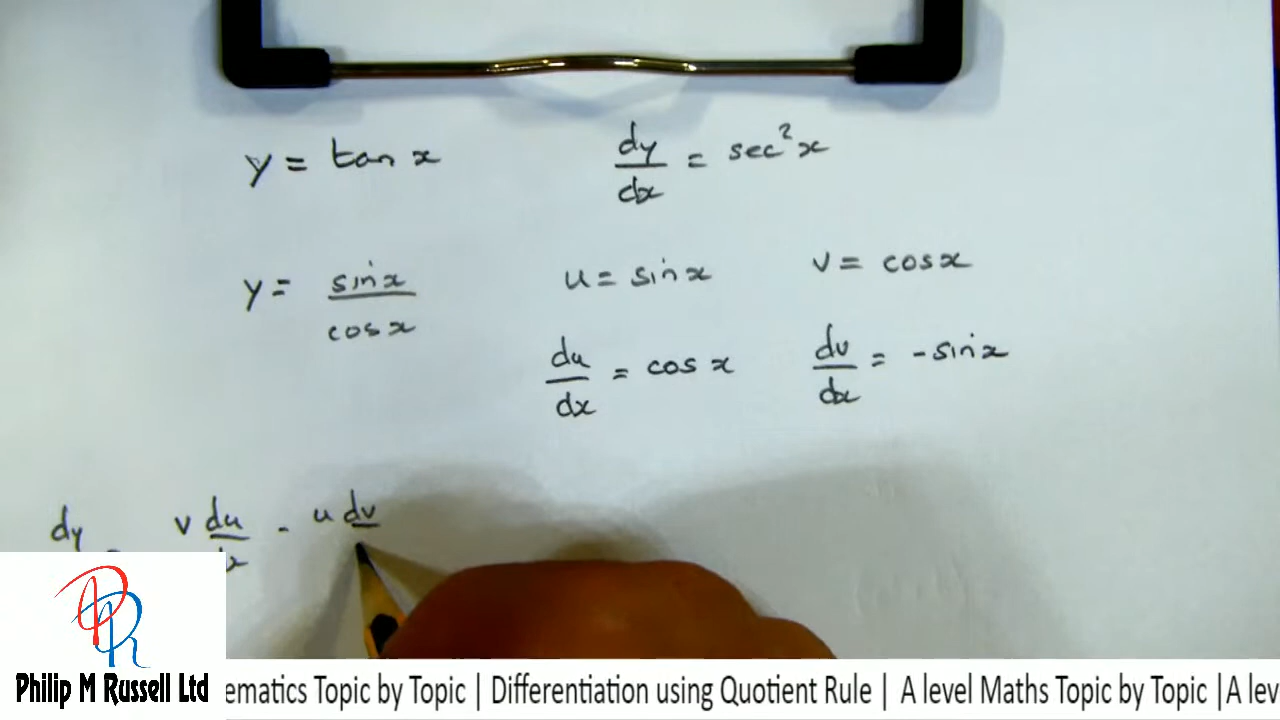 y = tan x
dy/dx = sec²x
y = sin x / cos x
u = sin x
v = cos x
du/dx = cos x
dv/dx = -sin x
dy = v du/dx - u dv
Philip M Russell Ltd
ematics Topic by Topic | Differentiation using Quotient Rule | A level Maths Topic by Topic |A lev